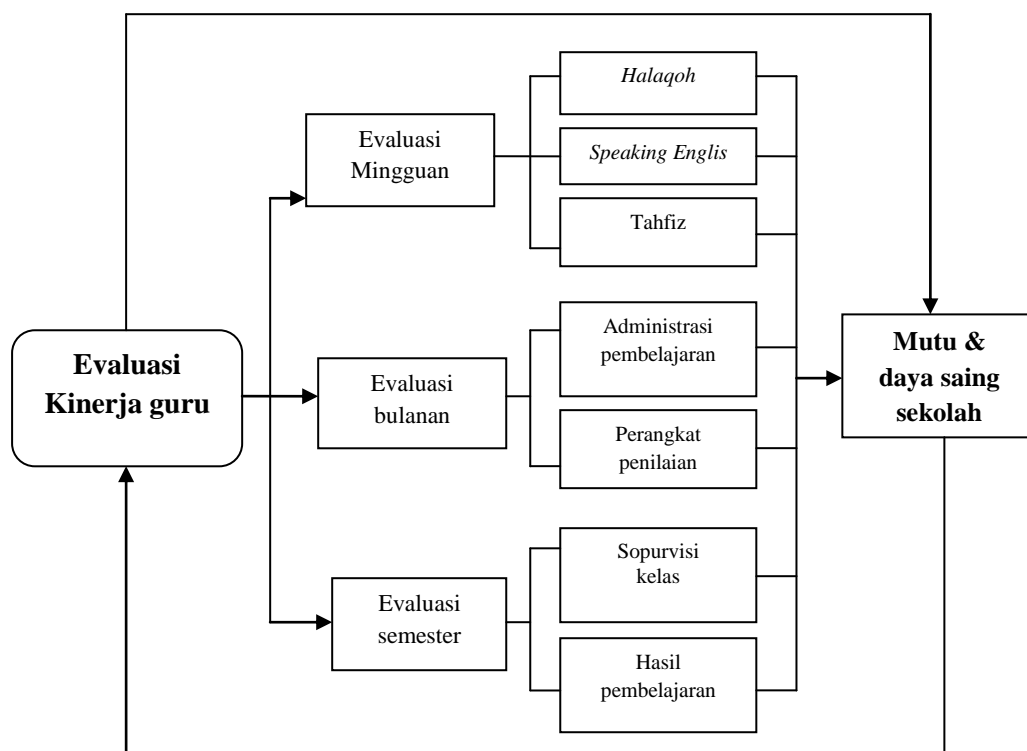 Evaluasi
Kinerja guru
Evaluasi
Mingguan
Halaqoh
Speaking Englis
Tahfiz
Evaluasi
bulanan
Administrasi
pembelajaran
Perangkat
penilaian
Evaluasi
semester
Sopurvisi
kelas
Hasil
pembelajaran
Mutu &
daya saing
sekolah